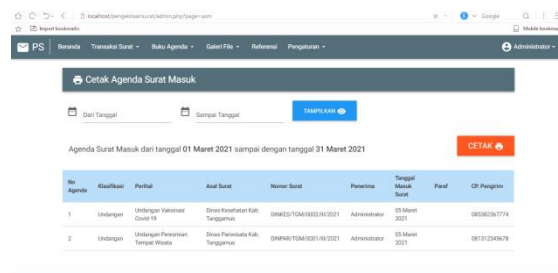 localhost/pengelolaansurat/admin.php?page=asm
Google
Import bookmarks
Mobile bookmarks
PS Beranda Transaksi Surat Buku Agenda Galeri File Referensi Pengaturan Administrator
Cetak Agenda Surat Masuk
Dari Tanggal Sampai Tanggal TAMPILKAN
Agenda Surat Masuk dari tanggal 01 Maret 2021 sampai dengan tanggal 31 Maret 2021 CETAK
No Agenda Klasifikasi Perihal Asal Surat Nomor Surat Penerima Tanggal Masuk Surat Paraf CP. Pengirim
1 Undangan Undangan Vaksinasi Covid-19 Dinas Kesehatan Kab. Tanggamus DINKES/TGM/0002/III/2021 Administrator 05 Maret 2021 085382367774
2 Undangan Undangan Peresmian Tempat Wisata Dinas Pariwisata Kab. Tanggamus DINPAR/TGM/0001/III/2021 Administrator 05 Maret 2021 081312345678